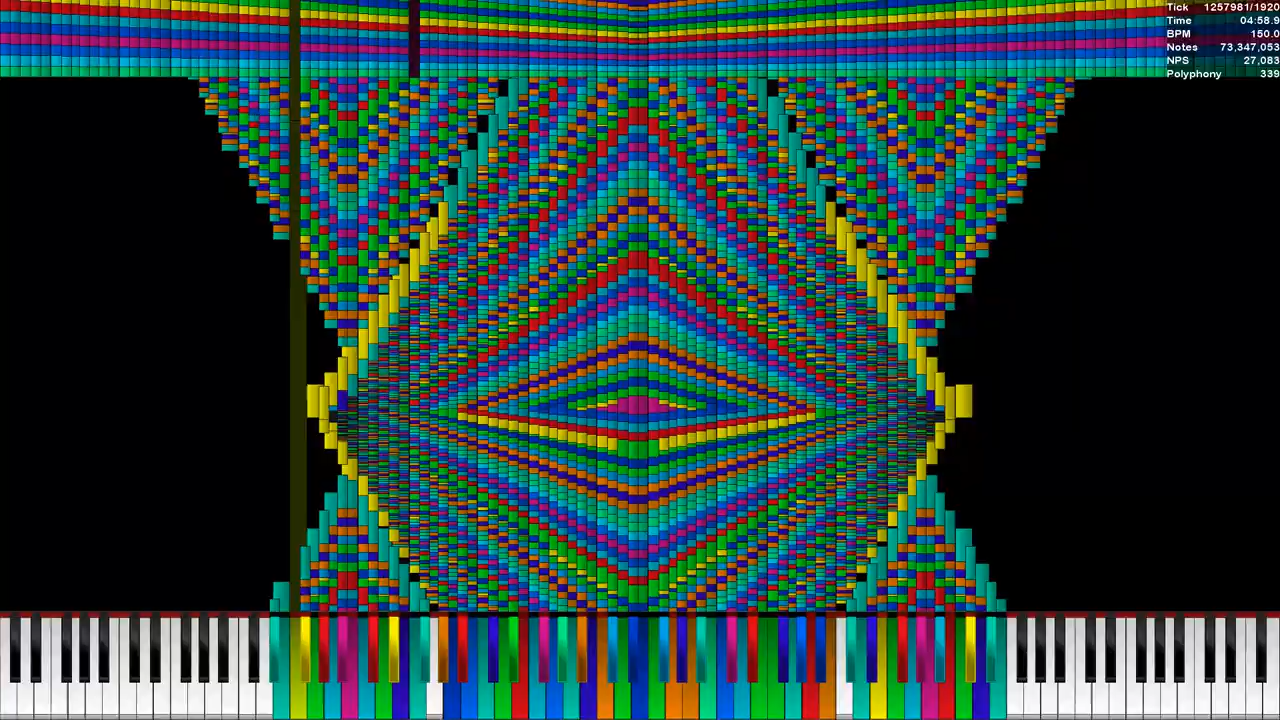 Tick 1257981/1920
Time 04:58.9
BPM 150.0
Notes 73,347,053
NPS 27,083
Polyphony 339